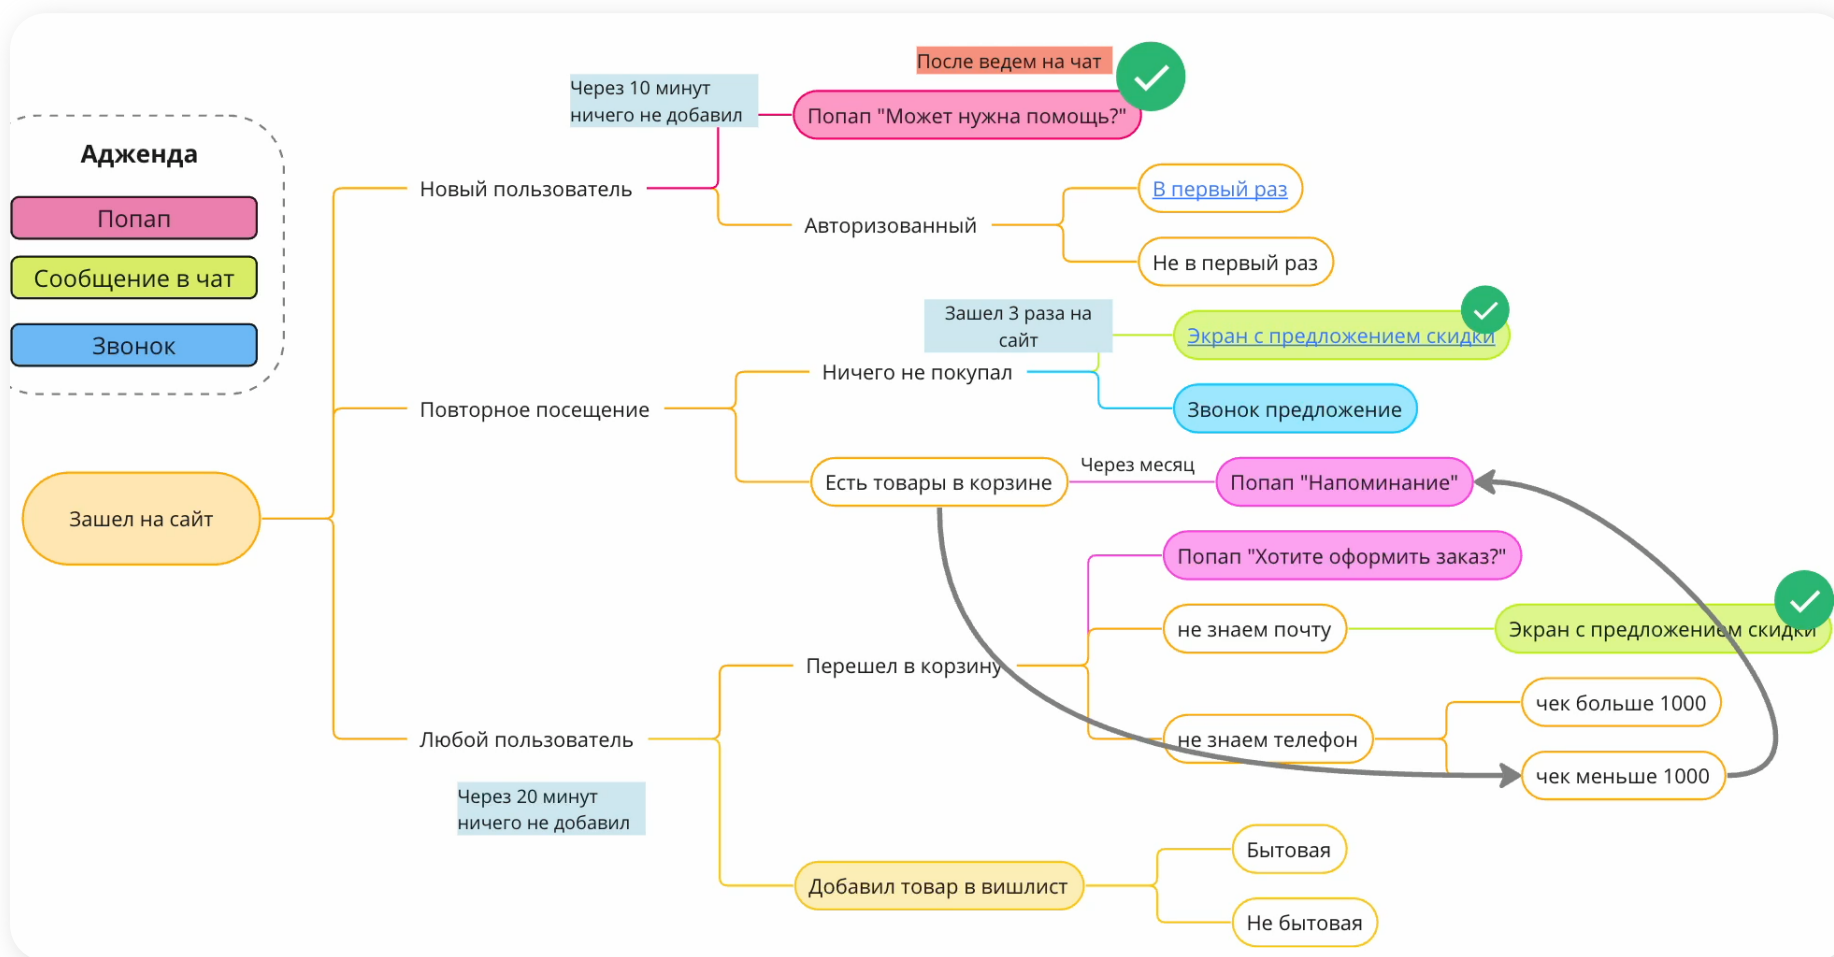 После ведем на чат
Через 10 минут
ничего не добавил
Попап "Может нужна помощь?"
Адженда
Попап
Сообщение в чат
Звонок
Новый пользователь
Авторизованный
В первый раз
Не в первый раз
Зашел 3 раза на
сайт
Экран с предложением скидки
Ничего не покупал
Звонок предложение
Повторное посещение
Есть товары в корзине
Через месяц
Попап "Напоминание"
Зашел на сайт
Попап "Хотите оформить заказ?"
не знаем почту
Экран с предложением скидки
Перешел в корзину
чек больше 1000
не знаем телефон
чек меньше 1000
Любой пользователь
Через 20 минут
ничего не добавил
Бытовая
Добавил товар в вишлист
Не бытовая